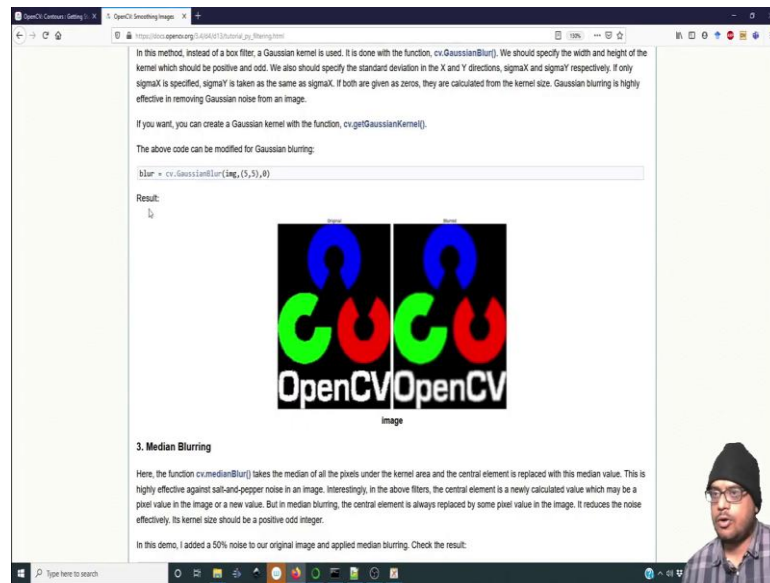 OpenCV: Contours : Getting St
OpenCV: Smoothing Images
https://docs.opencv.org/3.4/d4/d13/tutorial_py_filtering.html
133%
In this method, instead of a box filter, a Gaussian kernel is used. It is done with the function, cv.GaussianBlur(). We should specify the width and height of the
kernel which should be positive and odd. We also should specify the standard deviation in the X and Y directions, sigmaX and sigmaY respectively. If only
sigmaX is specified, sigmaY is taken as the same as sigmaX. If both are given as zeros, they are calculated from the kernel size. Gaussian blurring is highly
effective in removing Gaussian noise from an image.
If you want, you can create a Gaussian kernel with the function, cv.getGaussianKernel().
The above code can be modified for Gaussian blurring:
blur = cv.GaussianBlur(img,(5,5),0)
Result:
Original Blurred
OpenCV OpenCV
image
3. Median Blurring
Here, the function cv.medianBlur() takes the median of all the pixels under the kernel area and the central element is replaced with this median value. This is
highly effective against salt-and-pepper noise in an image. Interestingly, in the above filters, the central element is a newly calculated value which may be a
pixel value in the image or a new value. But in median blurring, the central element is always replaced by some pixel value in the image. It reduces the noise
effectively. Its kernel size should be a positive odd integer.
In this demo, I added a 50% noise to our original image and applied median blurring. Check the result:
Type here to search